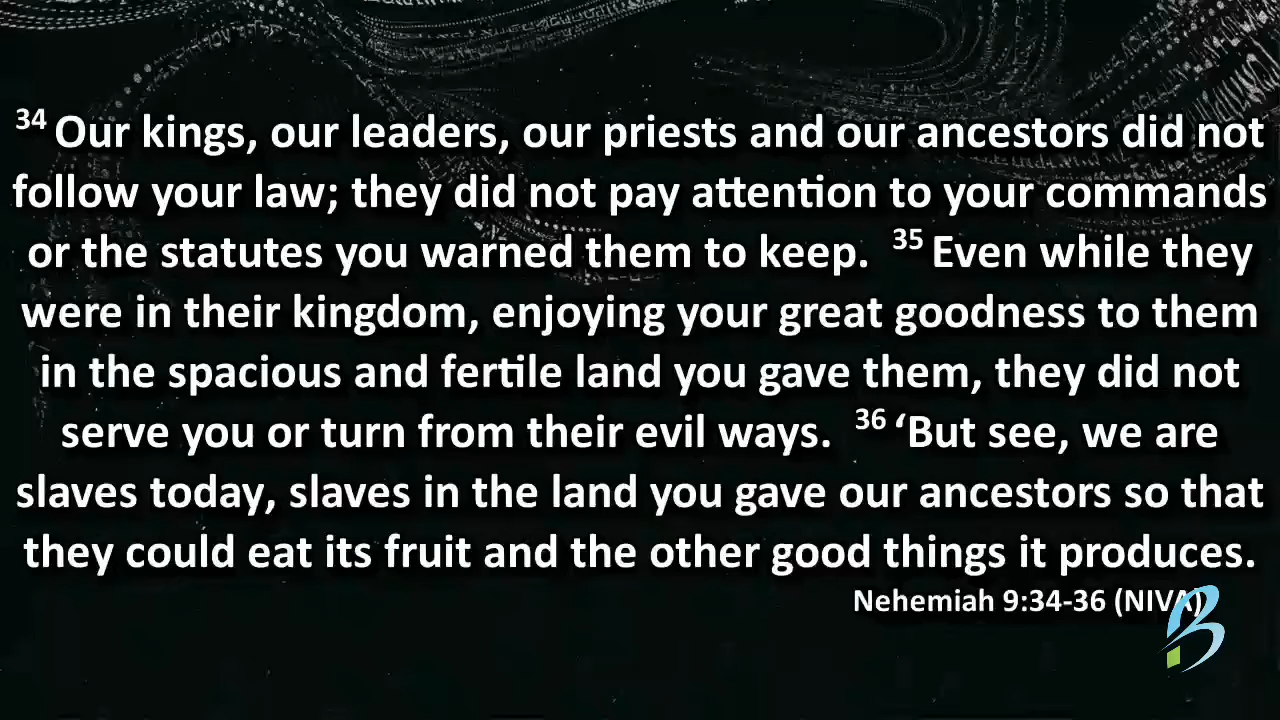 34 Our kings, our leaders, our priests and our ancestors did not
follow your law; they did not pay attention to your commands
or the statutes you warned them to keep. 35 Even while they
were in their kingdom, enjoying your great goodness to them
in the spacious and fertile land you gave them, they did not
serve you or turn from their evil ways. 36 ‘But see, we are
slaves today, slaves in the land you gave our ancestors so that
they could eat its fruit and the other good things it produces.
Nehemiah 9:34-36 (NIVA)